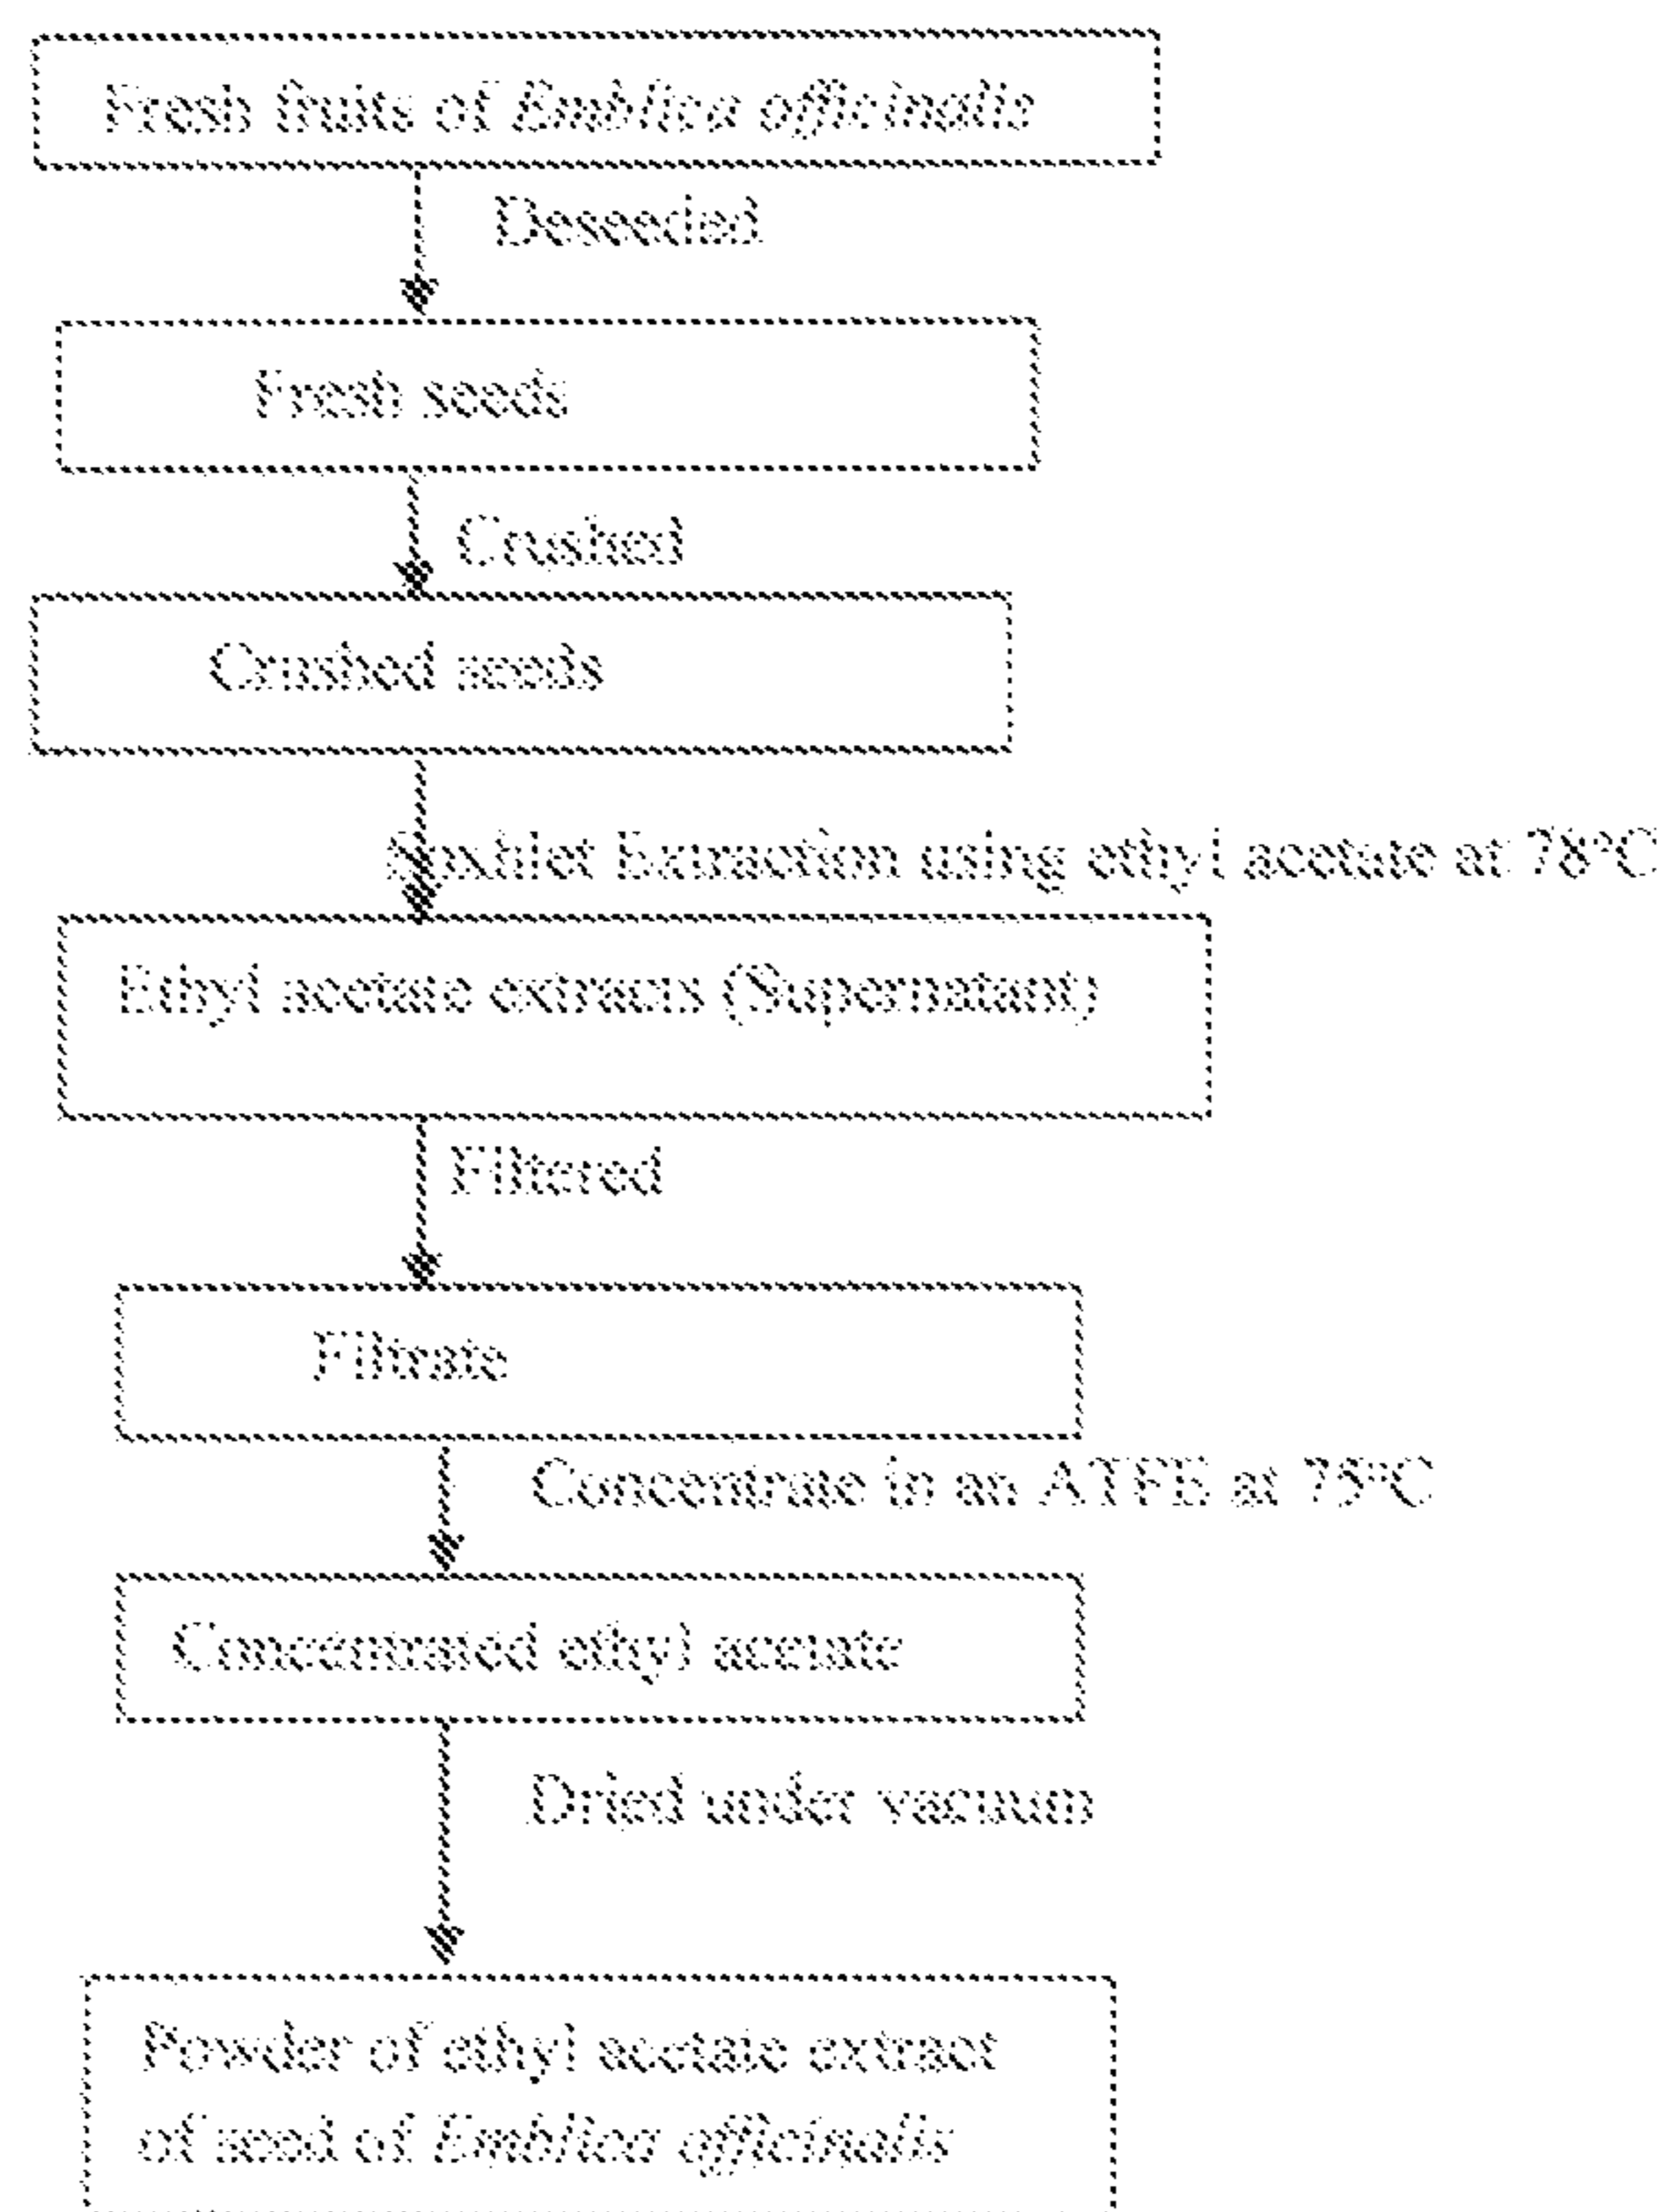 Fresh fruits of Emblica officinalis
Deseeded
Fresh seeds
Crushed
Crushed seeds
Soxhlet Extraction using ethyl acetate at 78°C
Ethyl acetate extracts (Supernatant)
Filtered
Filtrate
Concentrate in an ATFE at 75°C
Concentrated ethyl acetate
Dried under vacuum
Powder of ethyl acetate extract
of seed of Emblica officinalis